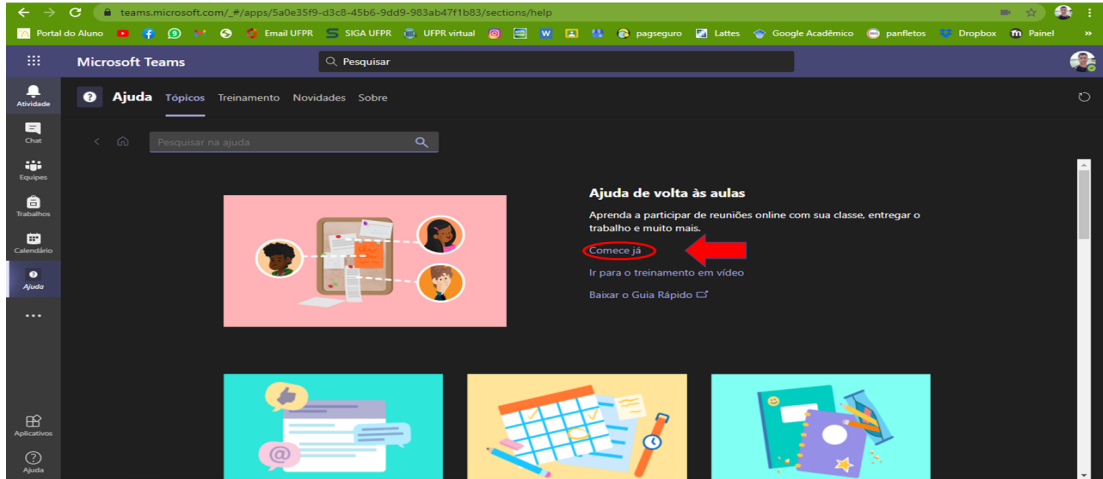 teams.microsoft.com/_#/apps/5a0e35f9-d3c8-45b6-9dd9-983ab47f1b83/sections/help
Portal do Aluno
Email UFPR
SIGA UFPR
UFPR virtual
pagseguro
Lattes
Google Acadêmico
panfletos
Dropbox
Painel
»
Microsoft Teams
Pesquisar
Atividade
Ajuda
Tópicos
Treinamento
Novidades
Sobre
Chat
Pesquisar na ajuda
Equipes
Trabalhos
Calendário
Ajuda
Ajuda de volta às aulas
Aprenda a participar de reuniões online com sua classe, entregar o
trabalho e muito mais.
Comece já
Ir para o treinamento em vídeo
Baixar o Guia Rápido
Aplicativos
Ajuda